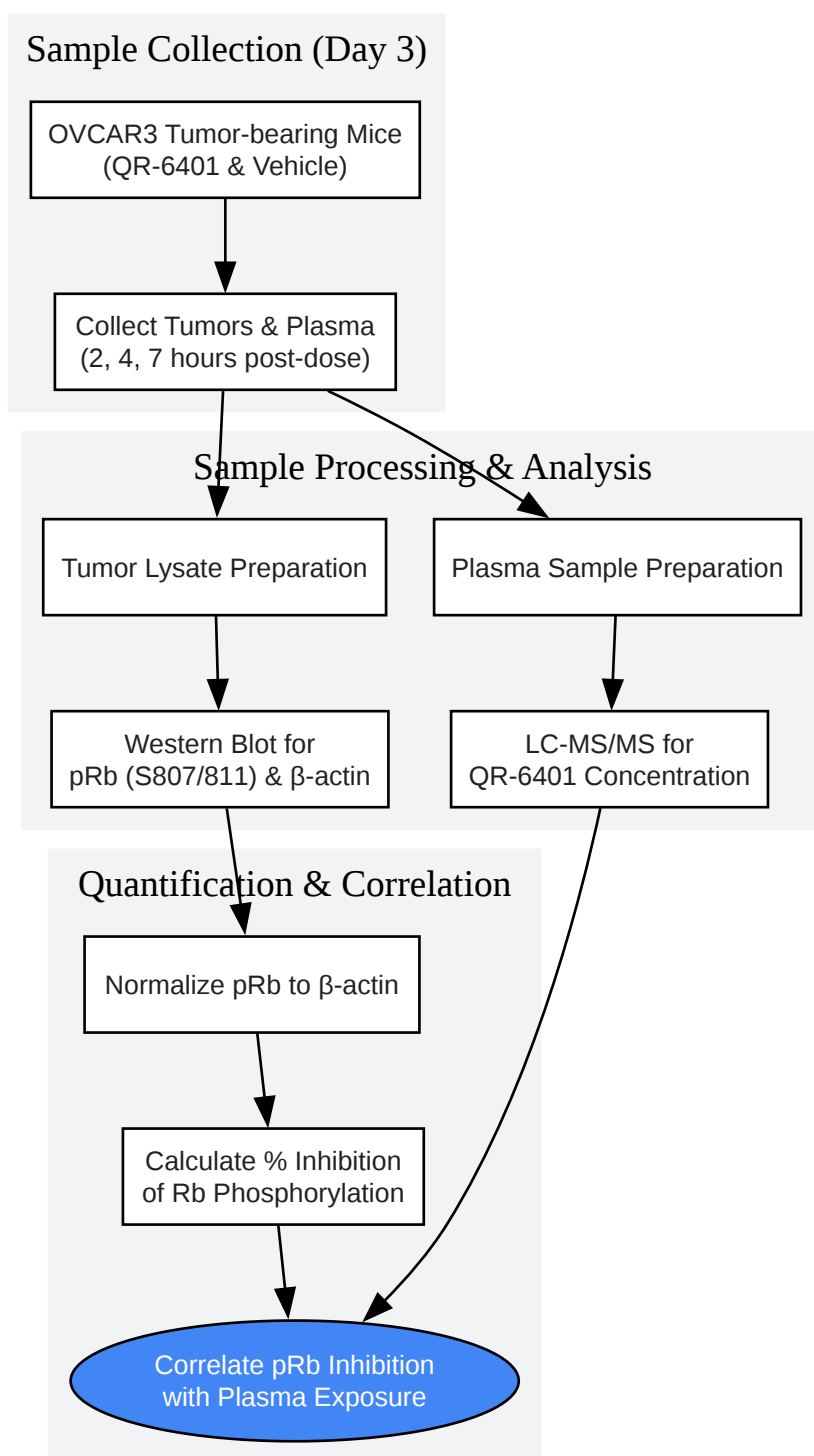 Sample Collection (Day 3)
OVCAR3 Tumor-bearing Mice
(QR-6401 & Vehicle)
Collect Tumors & Plasma
(2, 4, 7 hours post-dose)
Sample Processing & Analysis
Tumor Lysate Preparation
Plasma Sample Preparation
Western Blot for
pRb (S807/811) & β-actin
LC-MS/MS for
QR-6401 Concentration
Quantification & Correlation
Normalize pRb to β-actin
Calculate % Inhibition
of Rb Phosphorylation
Correlate pRb Inhibition
with Plasma Exposure